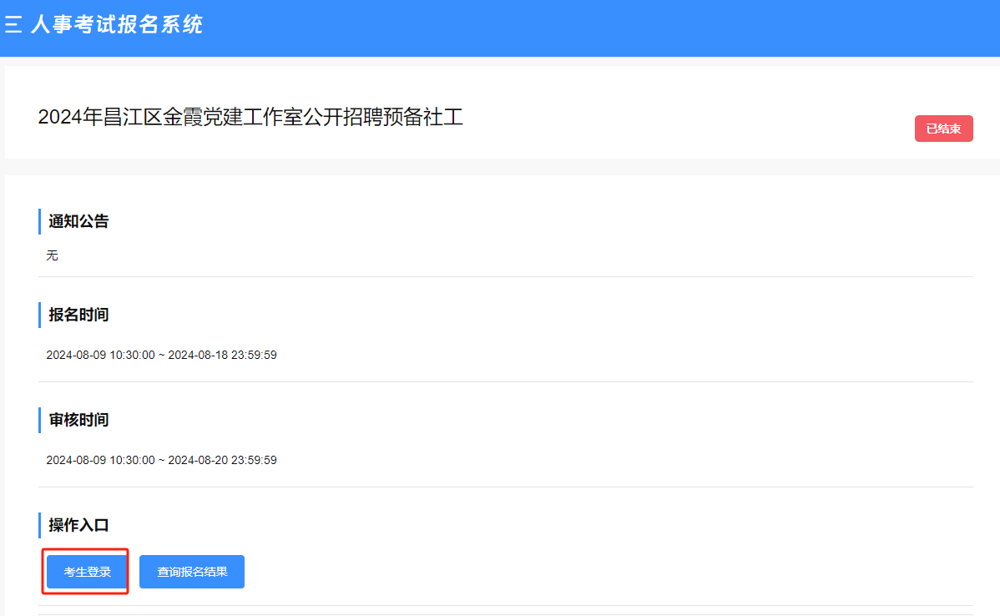 三 人事考试报名系统
2024年昌江区金霞党建工作室公开招聘预备社工
已结束
通知公告
无
报名时间
2024-08-09 10:30:00 ~ 2024-08-18 23:59:59
审核时间
2024-08-09 10:30:00 ~ 2024-08-20 23:59:59
操作入口
考生登录 查询报名结果